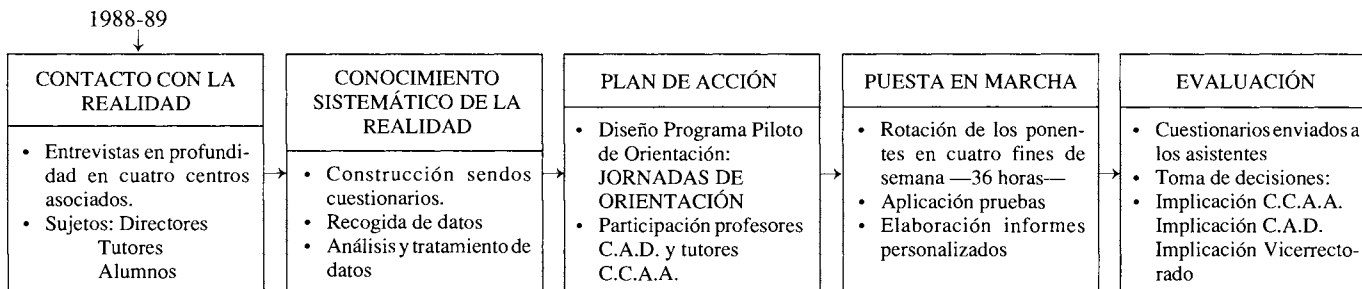 1988-89
CONTACTO CON LA
REALIDAD
• Entrevistas en profundi-
dad en cuatro centros
asociados.
• Sujetos: Directores
Tutores
Alumnos
CONOCIMIENTO
SISTEMÁTICO DE LA
REALIDAD
• Construcción sendos
cuestionarios.
• Recogida de datos
• Análisis y tratamiento de
datos
PLAN DE ACCIÓN
• Diseño Programa Piloto
de Orientación:
JORNADAS DE
ORIENTACIÓN
• Participación profesores
C.A.D. y tutores
C.C.A.A.
PUESTA EN MARCHA
• Rotación de los ponen-
tes en cuatro fines de
semana —36 horas—
• Aplicación pruebas
• Elaboración informes
personalizados
EVALUACIÓN
• Cuestionarios enviados a
los asistentes
• Toma de decisiones:
• Implicación C.C.A.A.
Implicación C.A.D.
Implicación Vicerrecto-
rado